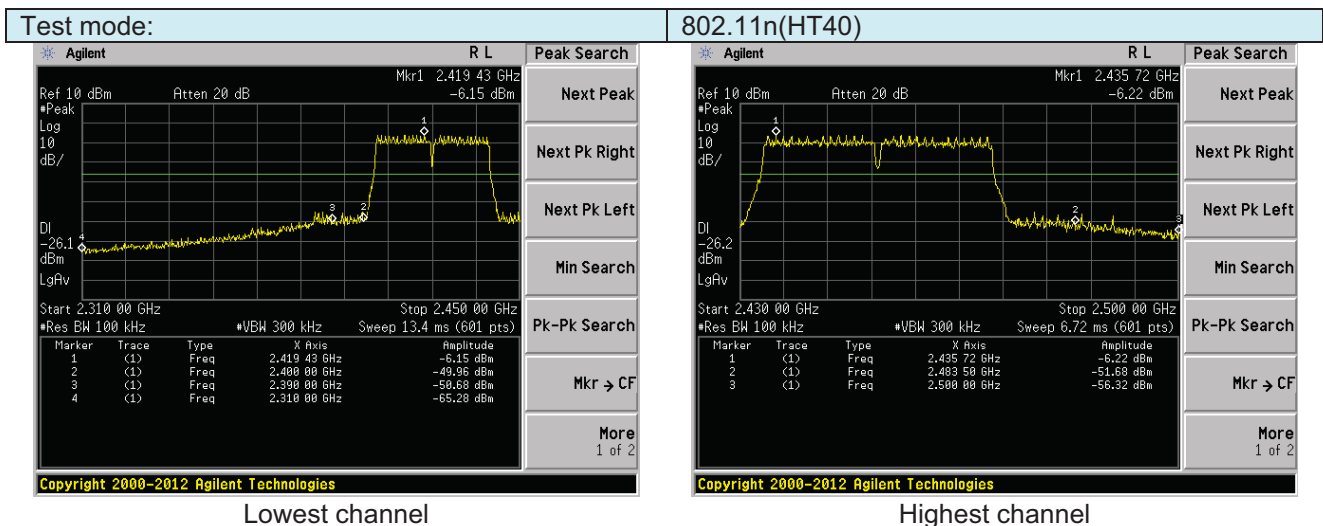 Test mode: 802.11n(HT40)
Agilent R L Peak Search
Mkr1 2.419 43 GHz
Ref 10 dBm Atten 20 dB -6.15 dBm
#Peak
Log
10
dB/
1
3 2
4
DI
-26.1
dBm
LgAv
Start 2.310 00 GHz Stop 2.450 00 GHz
#Res BW 100 kHz #VBW 300 kHz Sweep 13.4 ms (601 pts)
Marker Trace Type X Axis Amplitude
1 (1) Freq 2.419 43 GHz -6.15 dBm
2 (1) Freq 2.400 00 GHz -49.96 dBm
3 (1) Freq 2.390 00 GHz -50.68 dBm
4 (1) Freq 2.310 00 GHz -65.28 dBm
Next Peak
Next Pk Right
Next Pk Left
Min Search
Pk-Pk Search
Mkr → CF
More
1 of 2
Copyright 2000-2012 Agilent Technologies
Lowest channel
Agilent R L Peak Search
Mkr1 2.435 72 GHz
Ref 10 dBm Atten 20 dB -6.22 dBm
#Peak
Log
10
dB/
1
2
3
DI
-26.2
dBm
LgAv
Start 2.430 00 GHz Stop 2.500 00 GHz
#Res BW 100 kHz #VBW 300 kHz Sweep 6.72 ms (601 pts)
Marker Trace Type X Axis Amplitude
1 (1) Freq 2.435 72 GHz -6.22 dBm
2 (1) Freq 2.483 50 GHz -51.68 dBm
3 (1) Freq 2.500 00 GHz -56.32 dBm
Next Peak
Next Pk Right
Next Pk Left
Min Search
Pk-Pk Search
Mkr → CF
More
1 of 2
Copyright 2000-2012 Agilent Technologies
Highest channel